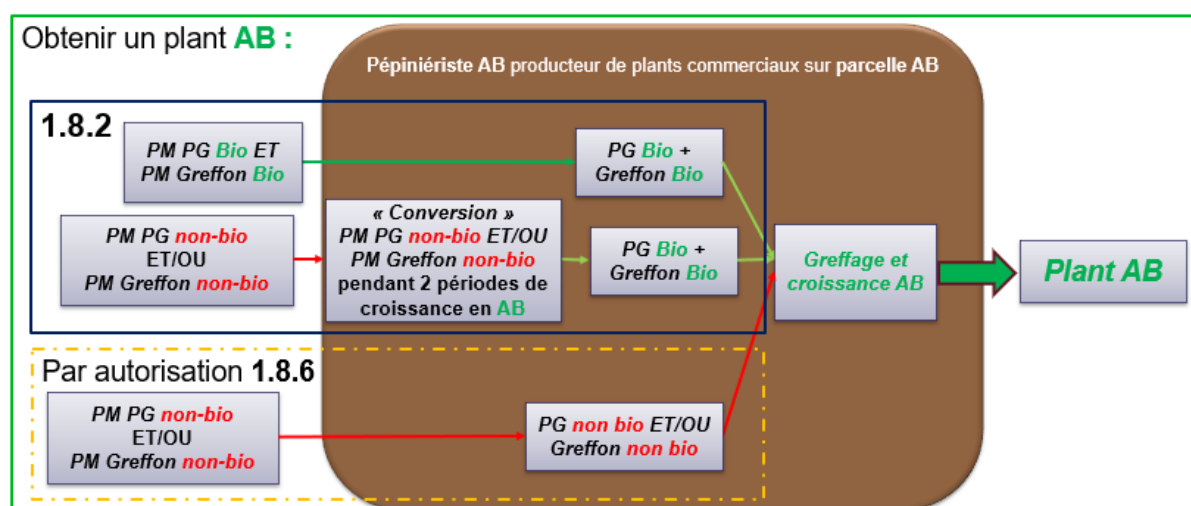 Obtenir un plant AB :
Pépiniériste AB producteur de plants commerciaux sur parcelle AB
1.8.2
PM PG Bio ET
PM Greffon Bio
PG Bio +
Greffon Bio
PM PG non-bio
ET/OU
PM Greffon non-bio
« Conversion »
PM PG non-bio ET/OU
PM Greffon non-bio
pendant 2 périodes de
croissance en AB
PG Bio +
Greffon Bio
Greffage et
croissance AB
Plant AB
Par autorisation 1.8.6
PM PG non-bio
ET/OU
PM Greffon non-bio
PG non bio ET/OU
Greffon non bio